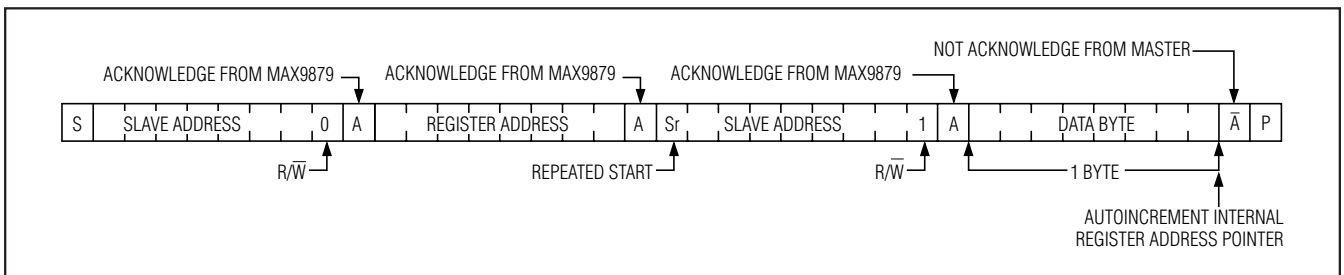 NOT ACKNOWLEDGE FROM MASTER
ACKNOWLEDGE FROM MAX9879 ACKNOWLEDGE FROM MAX9879 ACKNOWLEDGE FROM MAX9879
S SLAVE ADDRESS 0 A REGISTER ADDRESS A Sr SLAVE ADDRESS 1 A DATA BYTE A̅ P
R/W̅ REPEATED START R/W̅ 1 BYTE
AUTOINCREMENT INTERNAL
REGISTER ADDRESS POINTER